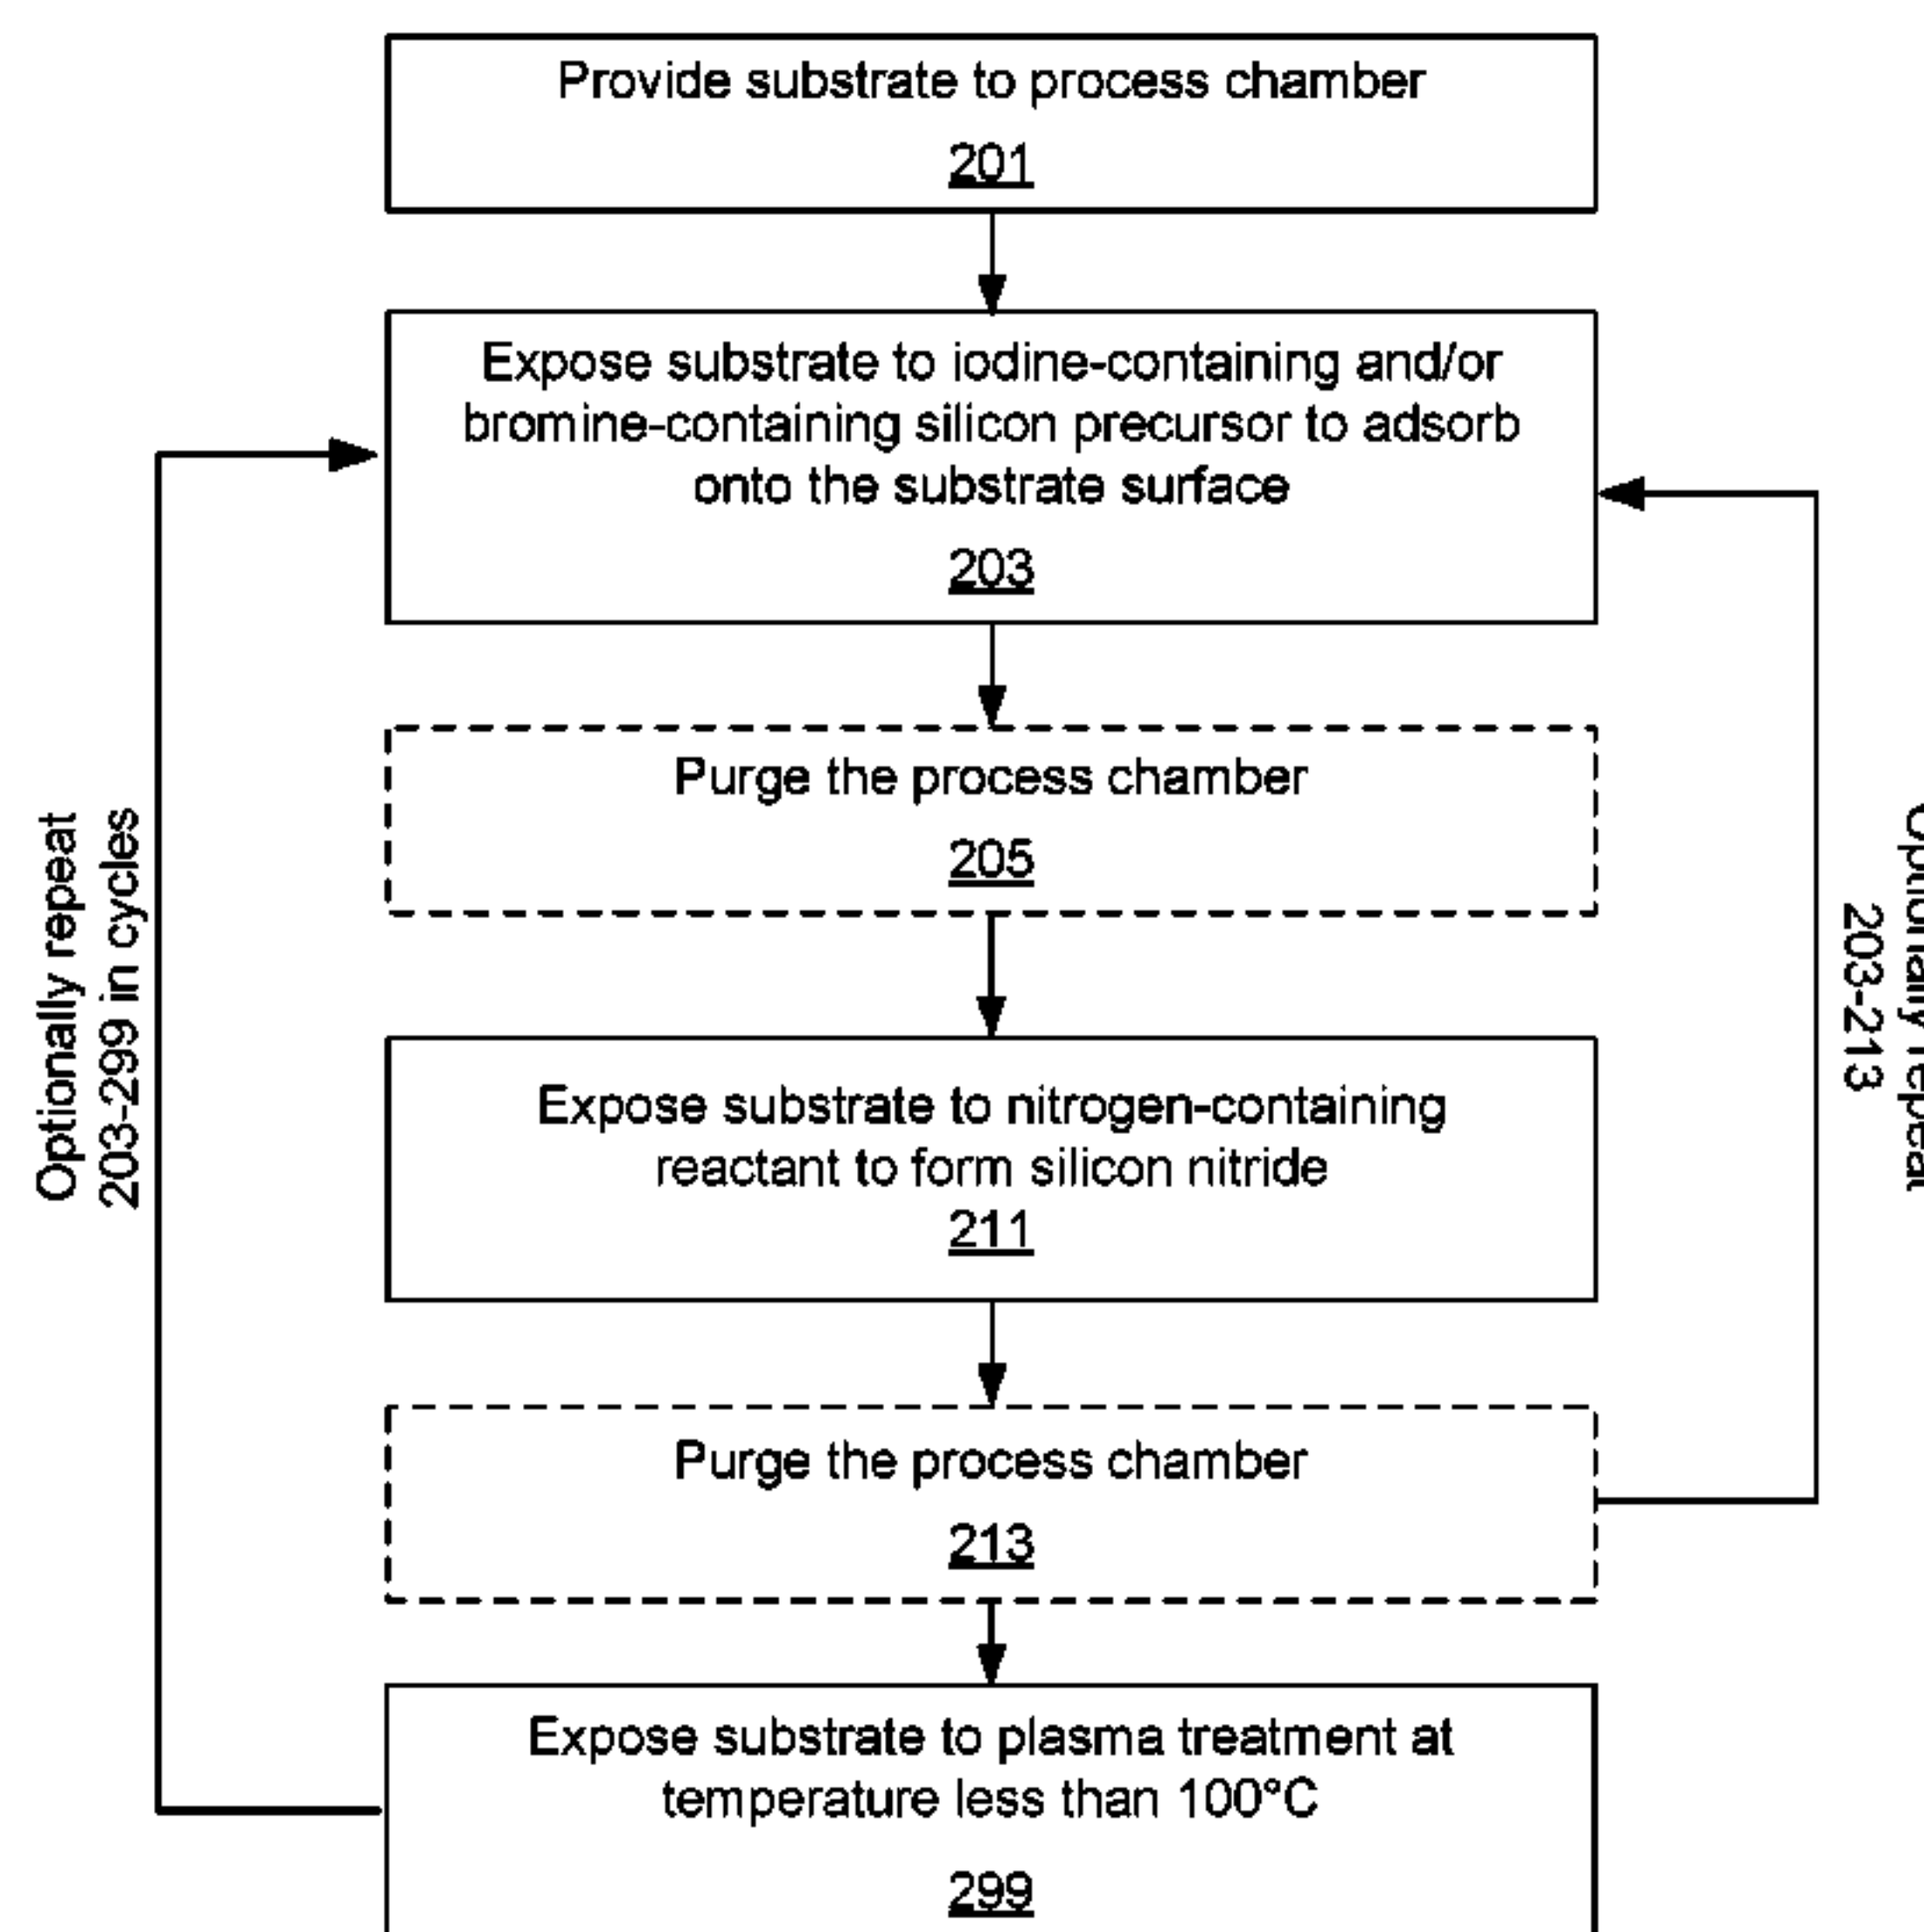 Provide substrate to process chamber
201
Expose substrate to iodine-containing and/or
bromine-containing silicon precursor to adsorb
onto the substrate surface
203
Purge the process chamber
205
Optionally repeat
203-299 in cycles
Optionally repeat
203-213
Expose substrate to nitrogen-containing
reactant to form silicon nitride
211
Purge the process chamber
213
Expose substrate to plasma treatment at
temperature less than 100°C
299